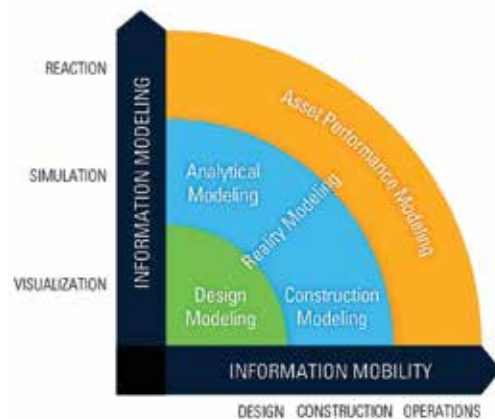 REACTION
SIMULATION
VISUALIZATION
INFORMATION MODELING
Asset Performance Modeling
Analytical
Modeling
Reality Modeling
Design
Modeling
Construction
Modeling
INFORMATION MOBILITY
DESIGN CONSTRUCTION OPERATIONS